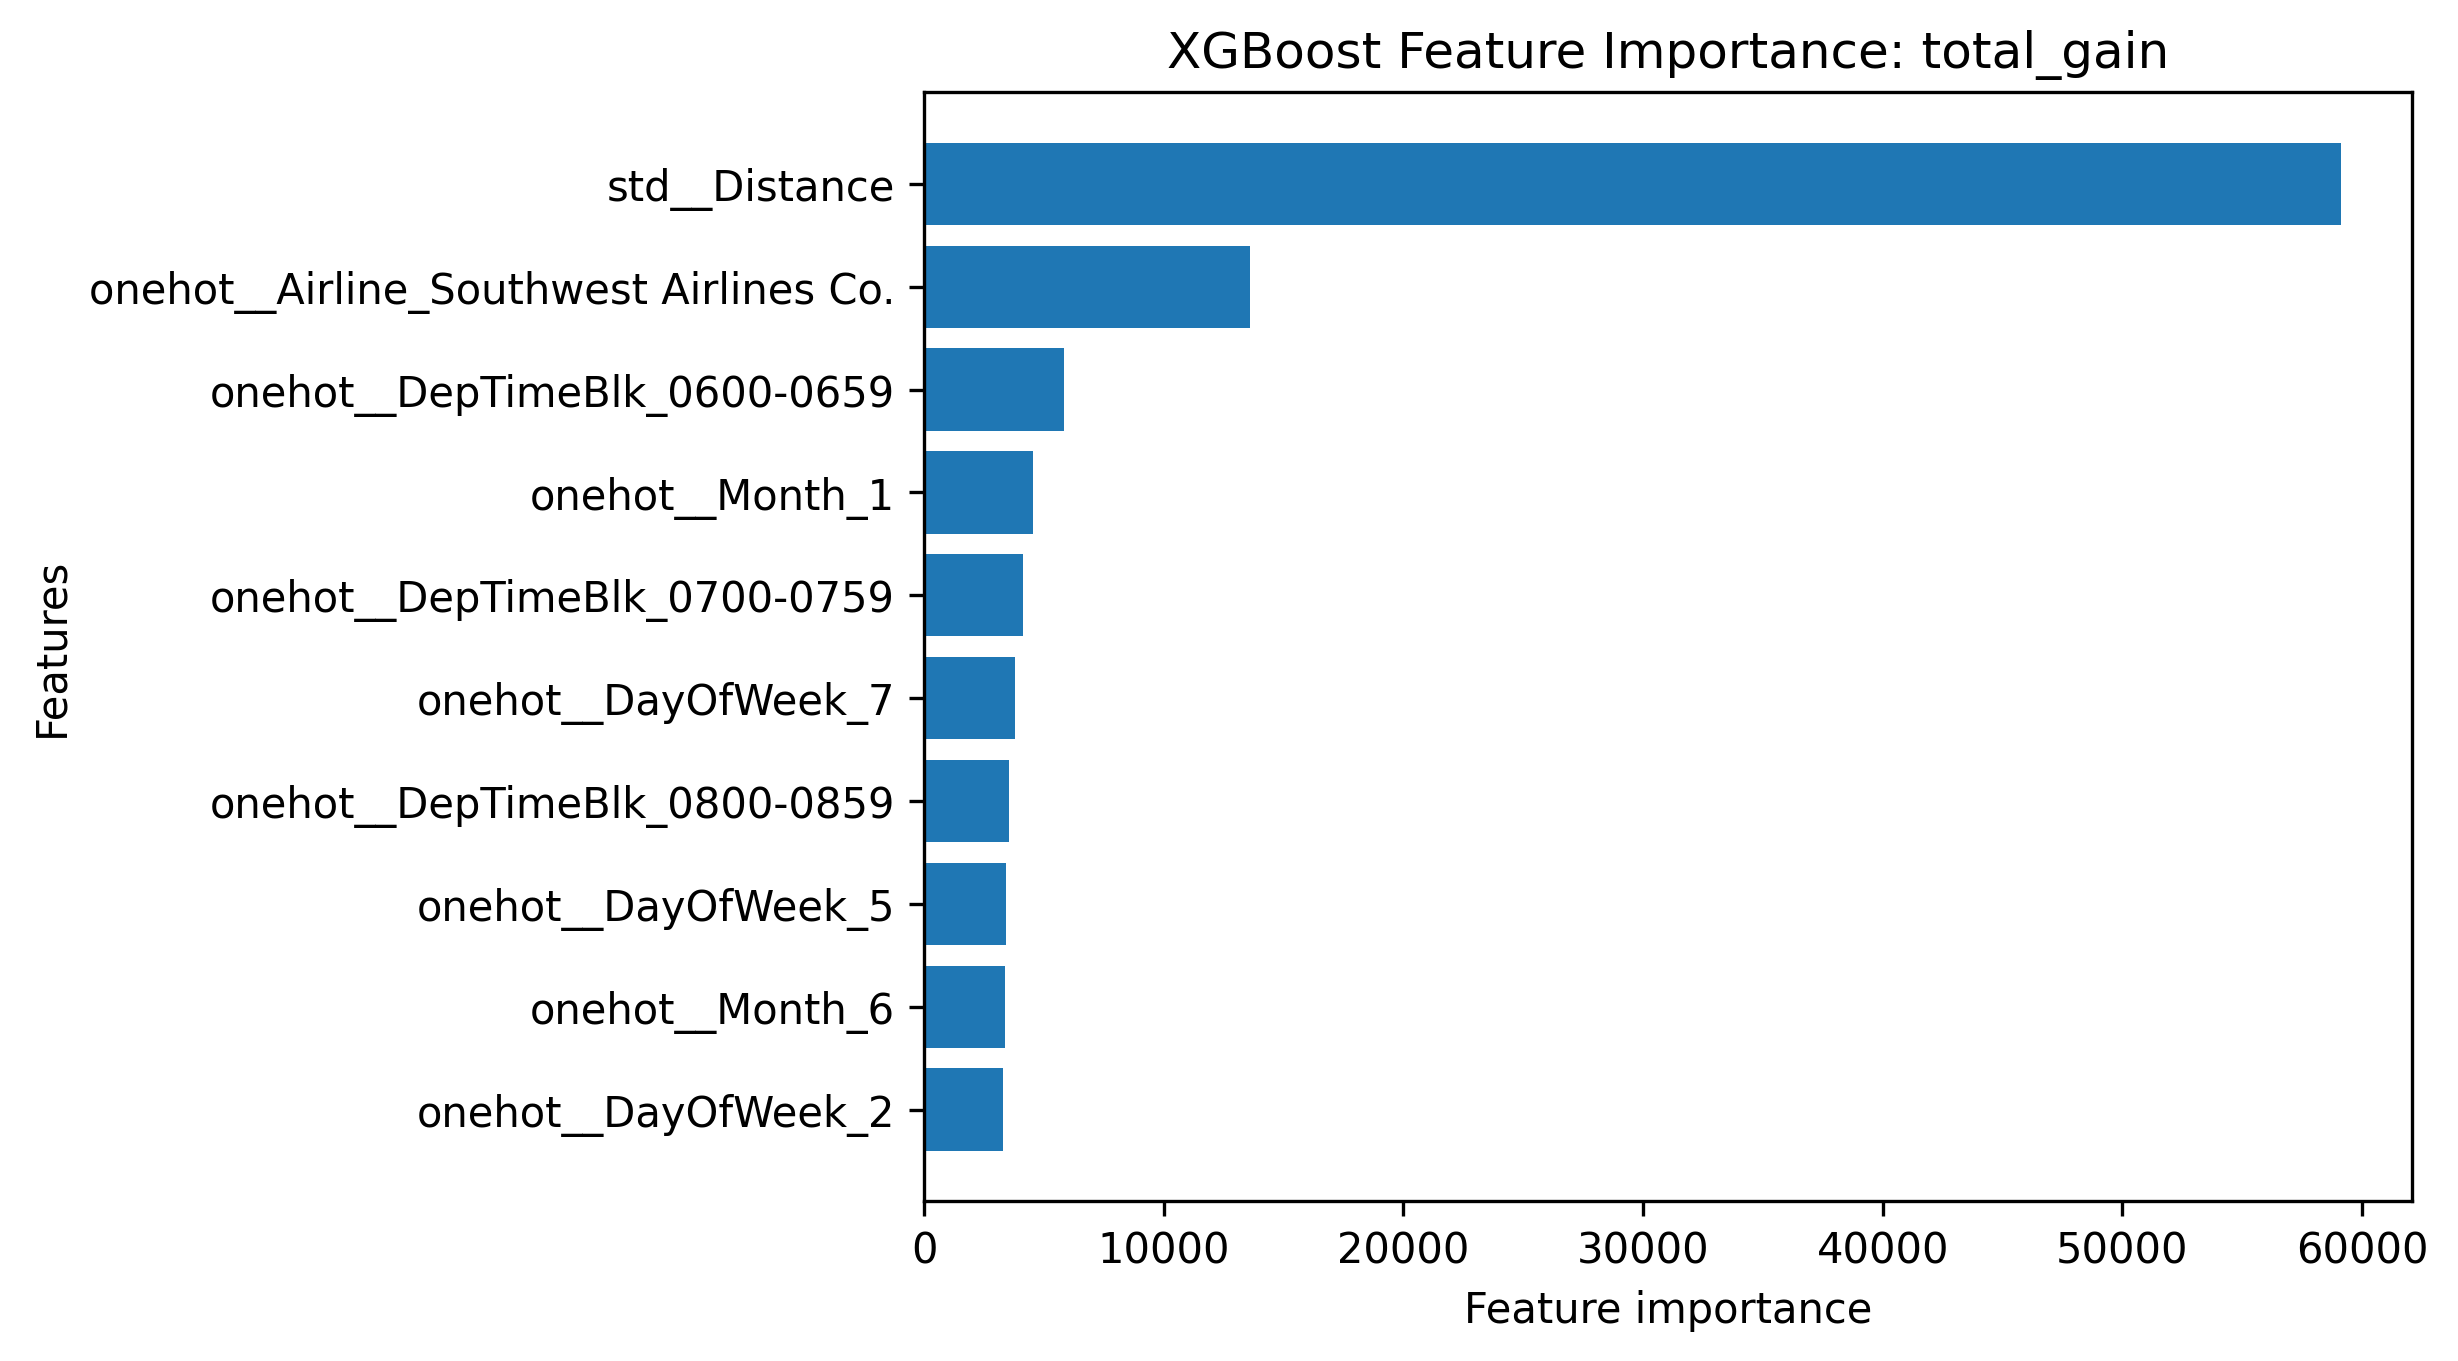 XGBoost Feature Importance: total_gain
Features
std__Distance
onehot__Airline_Southwest Airlines Co.
onehot__DepTimeBlk_0600-0659
onehot__Month_1
onehot__DepTimeBlk_0700-0759
onehot__DayOfWeek_7
onehot__DepTimeBlk_0800-0859
onehot__DayOfWeek_5
onehot__Month_6
onehot__DayOfWeek_2
0 10000 20000 30000 40000 50000 60000
Feature importance